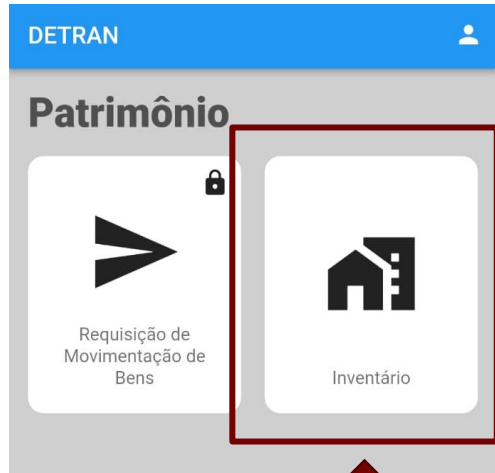 DETRAN
Patrimônio
Requisição de
Movimentação de
Bens
Inventário